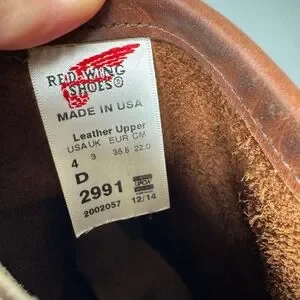 RED WING
SHOES®
MADE IN USA
Leather Upper
USA UK EUR CM
4 3 35.5 22.0
D
2991
2002057 12/14